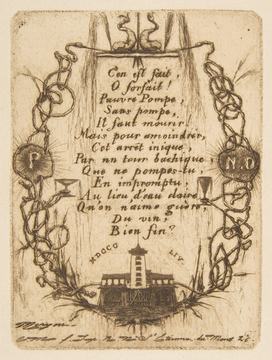 C'en est fait,
O forfait!
Pauvre Pompe,
Sans pompe,
Il faut mourir.
Mais pour amoindrir,
Cet arrêt inique,
Par un tour bachique,
Que ne pompes-tu,
En impromptu,
Au lieu d'eau claire,
Qu'on n'aime guère,
Du vin,
Bien fin?
P
N.D
MDCCC LIV.